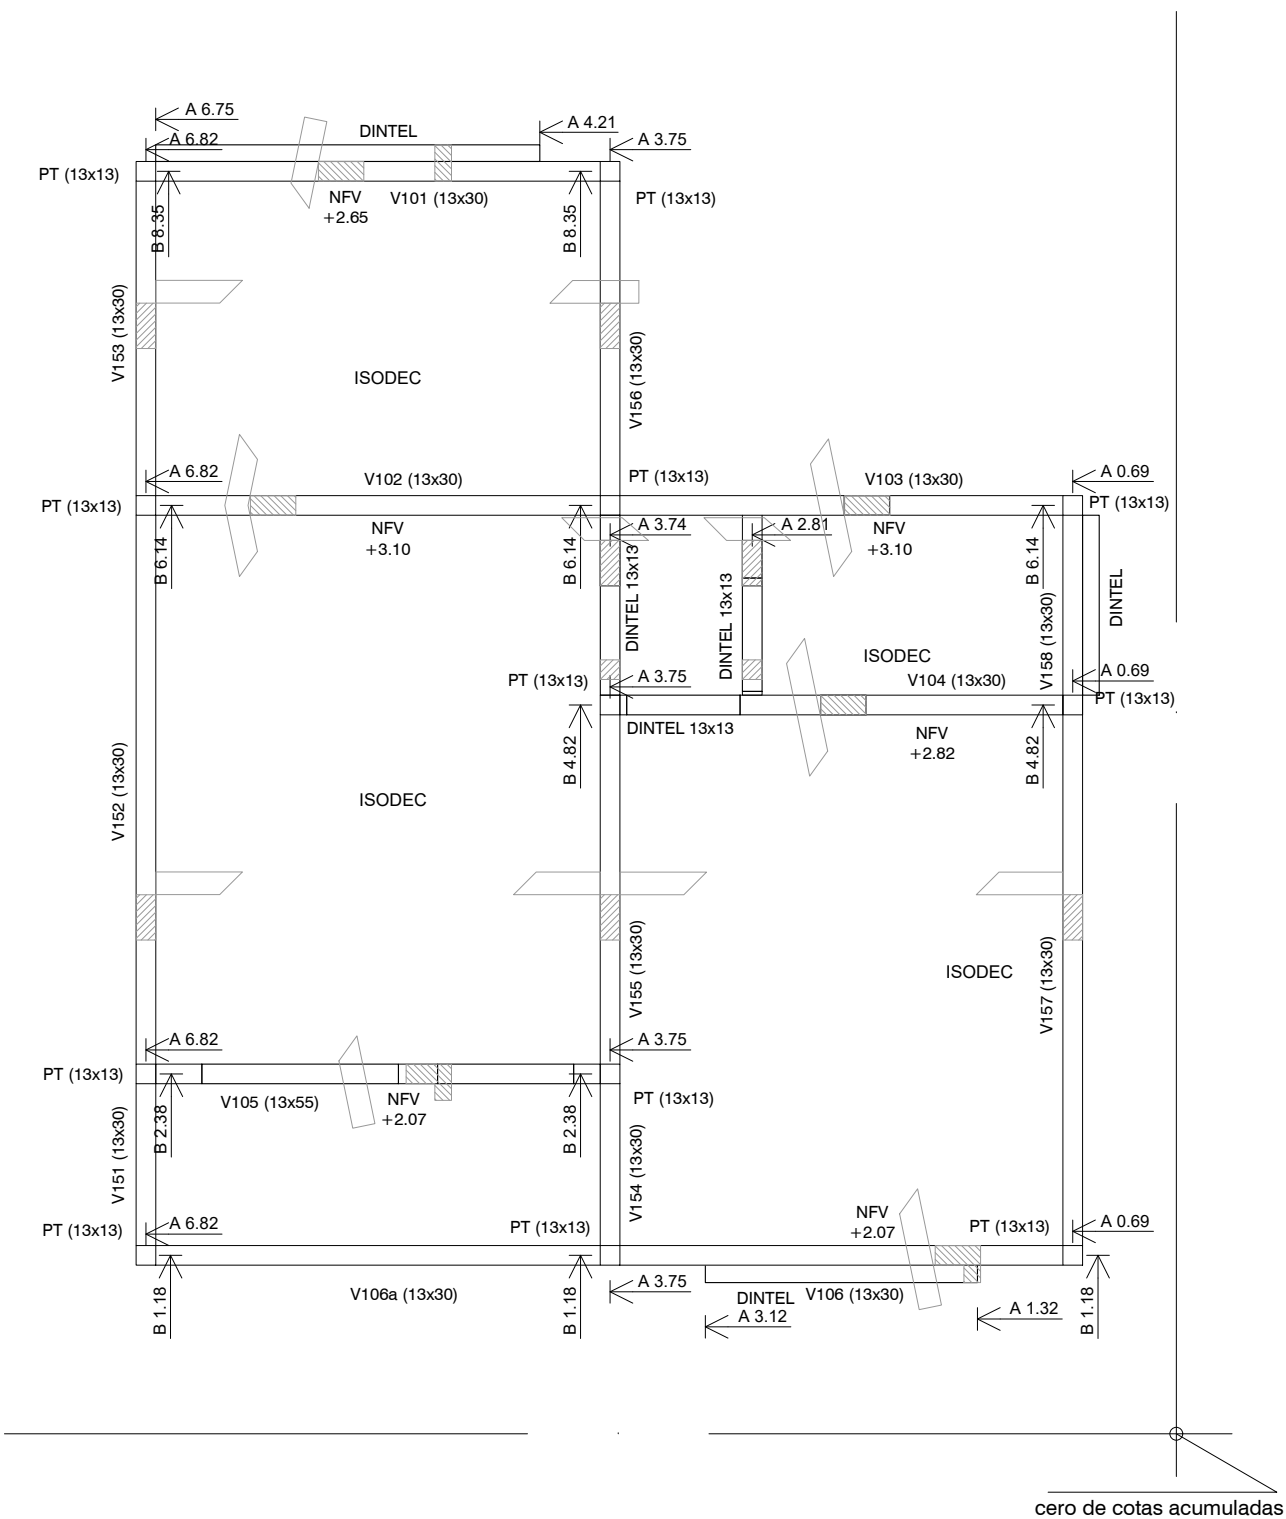 A 6.75
DINTEL
A 4.21
A 6.82
A 3.75
PT (13x13)
NFV
+2.65
V101 (13x30)
PT (13x13)
B 8.35
B 8.35
V153 (13x30)
ISODEC
V156 (13x30)
A 6.82
V102 (13x30)
PT (13x13)
V103 (13x30)
A 0.69
PT (13x13)
PT (13x13)
NFV
+3.10
A 3.74
A 2.81
NFV
+3.10
B 6.14
B 6.14
B 6.14
DINTEL 13x13
DINTEL 13x13
DINTEL
V158 (13x30)
ISODEC
PT (13x13)
A 3.75
V104 (13x30)
A 0.69
PT (13x13)
DINTEL 13x13
NFV
+2.82
B 4.82
B 4.82
V152 (13x30)
ISODEC
V155 (13x30)
ISODEC
V157 (13x30)
A 6.82
A 3.75
PT (13x13)
V105 (13x55)
NFV
+2.07
PT (13x13)
B 2.38
B 2.38
V151 (13x30)
V154 (13x30)
PT (13x13)
A 6.82
PT (13x13)
NFV
+2.07
PT (13x13)
A 0.69
B 1.18
V106a (13x30)
B 1.18
A 3.75
DINTEL
V106 (13x30)
A 3.12
A 1.32
B 1.18
cero de cotas acumuladas